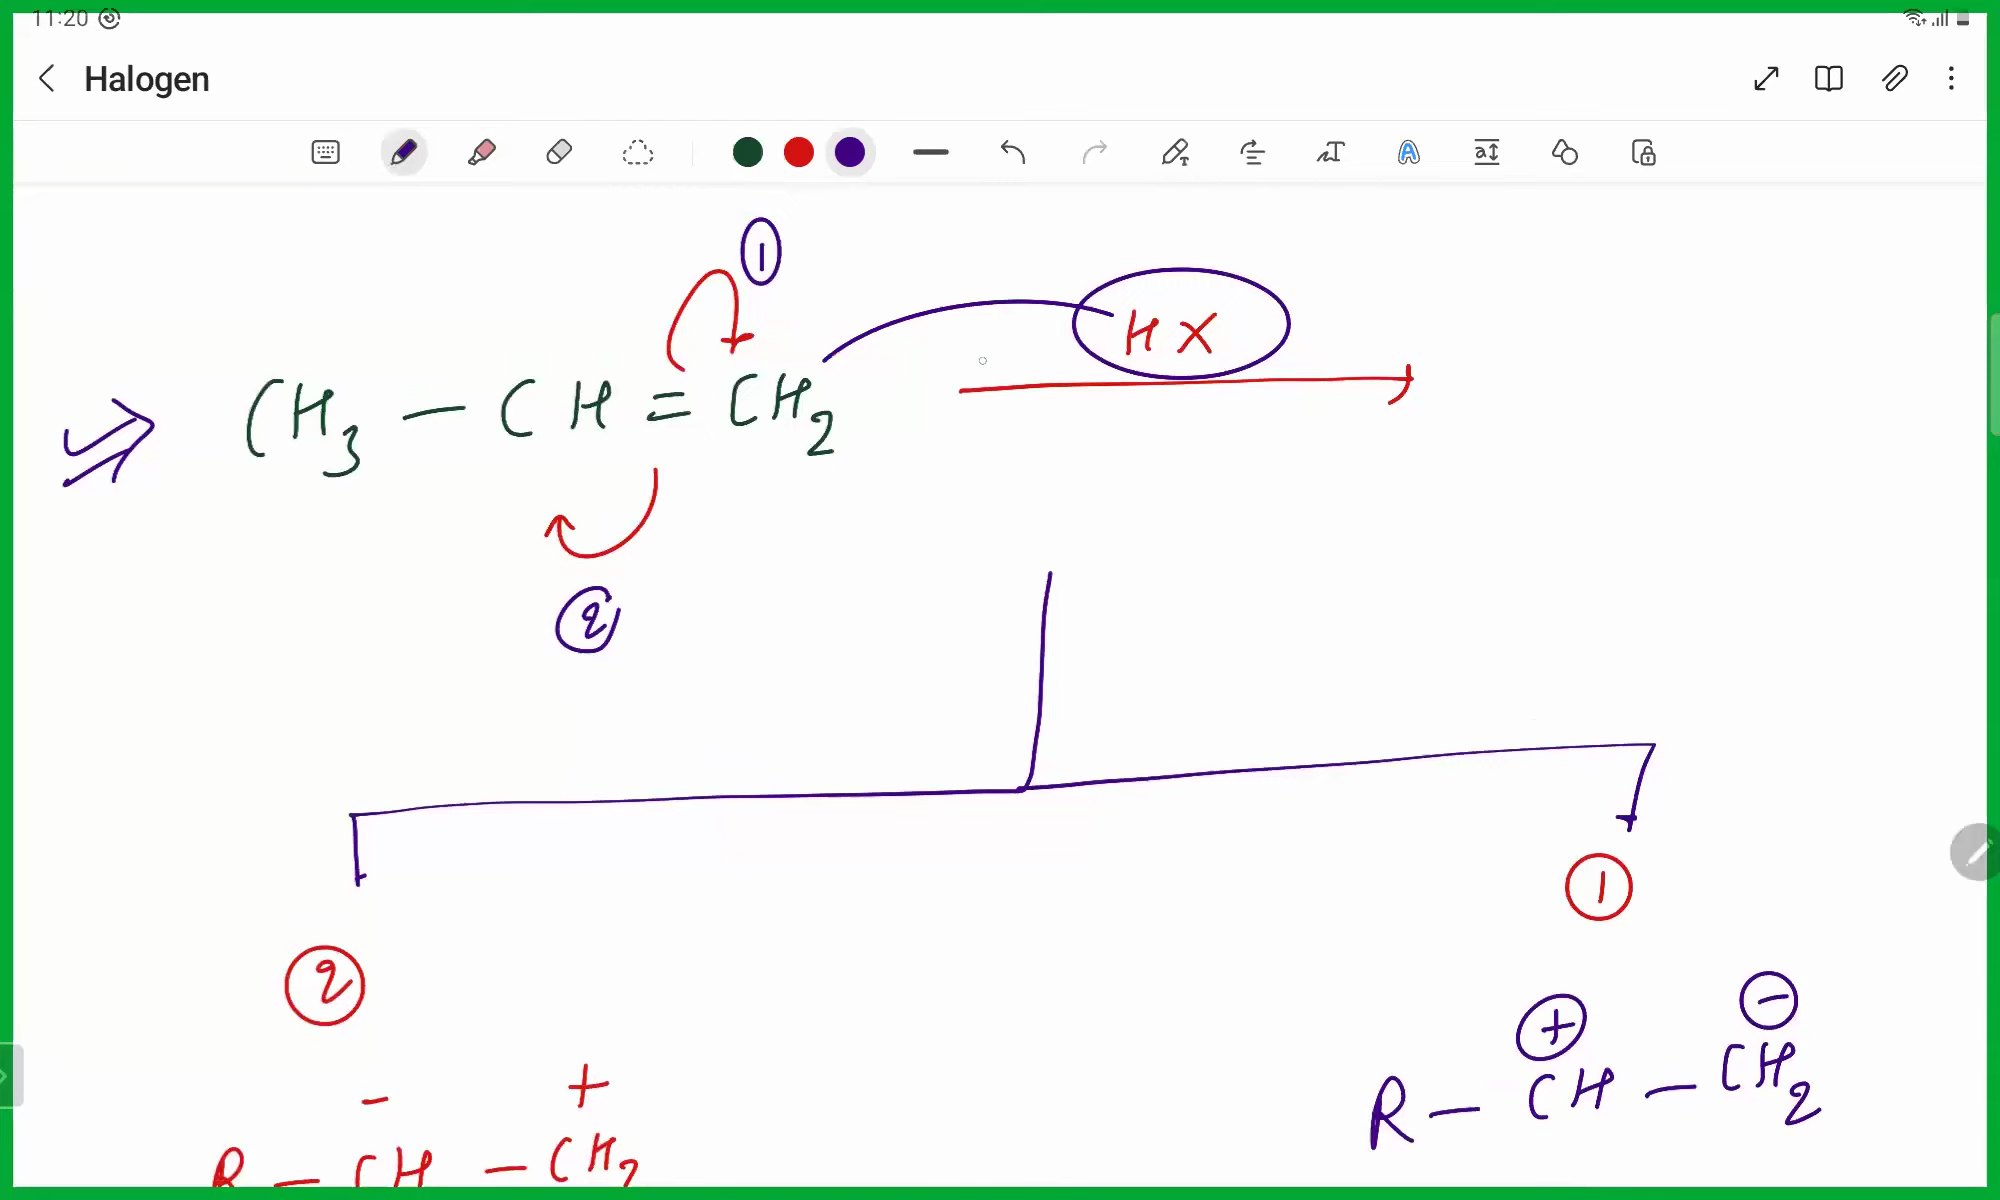 11:20
Halogen
①
HX
CH₃ — CH = CH₂
②
①
②
⊕ ⊖
R — CH — CH₂
- +
R — CH — CH₂